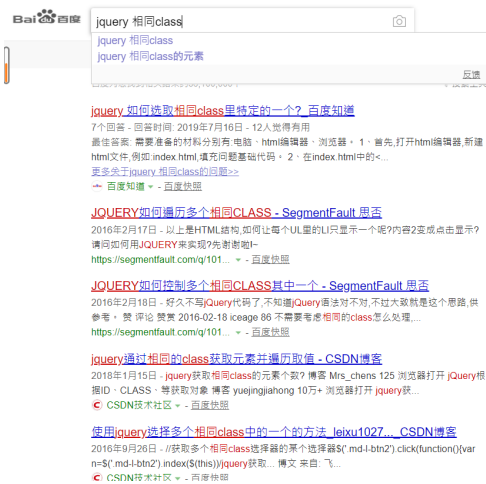 Bai百度
jquery 相同class
jquery 相同class
jquery 相同class的元素
反馈
jquery 如何选取相同class里特定的一个?_百度知道
7个回答 - 回答时间: 2019年7月16日 - 12人觉得有用
最佳答案: 需要准备的材料分别有:电脑、html编辑器、浏览器。 1、首先,打开html编辑器,新建
html文件,例如:index.html,填充问题基础代码。 2、在index.html中的<...
更多关于jquery 相同class的问题>>
百度知道 - 百度快照
JQUERY如何遍历多个相同CLASS - SegmentFault 思否
2016年2月17日 - 以上是HTML结构,如何让每个UL里的LI只显示一个呢?内容2变成点击显示?
请问如何用JQUERY来实现?先谢谢啦!~
https://segmentfault.com/q/101... - 百度快照
JQUERY如何控制多个相同CLASS其中一个 - SegmentFault 思否
2016年2月18日 - 好久不写jQuery代码了,不知道jQuery语法对不对,不过大致就是这个思路,供
参考。 赞 评论 赞赏 2016-02-18 iceage 86 不需要考虑相同的class怎么处理,...
https://segmentfault.com/q/101... - 百度快照
jquery通过相同的class获取元素并遍历取值 - CSDN博客
2018年1月15日 - jquery获取相同class的元素个数? 博客 Mrs_chens 125 浏览器打开 jQuery根
据ID、CLASS、等获取对象 博客 yuejingjiahong 10万+ 浏览器打开 jquery获...
CSDN技术社区 - 百度快照
使用jquery选择多个相同class中的一个的方法_leixu1027..._CSDN博客
2016年9月26日 - //获取多个相同class选择器的某个选择器$('.md-l-btn2').click(function(){var
n=$('.md-l-btn2').index($(this))/jquery获取... 博文 来自: 飞...
CSDN技术社区 - 百度快照